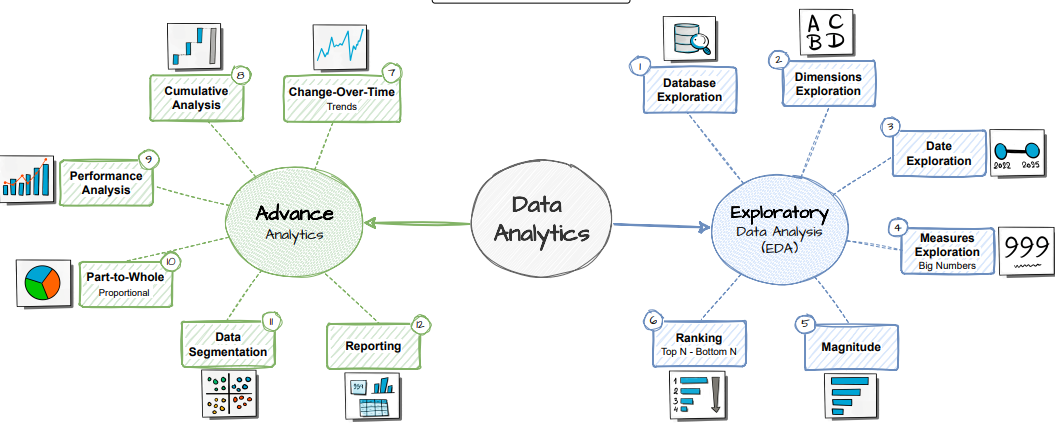 Data
Analytics
Exploratory
Data Analysis
(EDA)
1
Database
Exploration
2
Dimensions
Exploration
A C
B D
3
Date
Exploration
2022 2025
4
Measures
Exploration
Big Numbers
999
5
Magnitude
6
Ranking
Top N - Bottom N
1
2
3
4
Advance
Analytics
7
Change-Over-Time
Trends
8
Cumulative
Analysis
9
Performance
Analysis
10
Part-to-Whole
Proportional
11
Data
Segmentation
12
Reporting